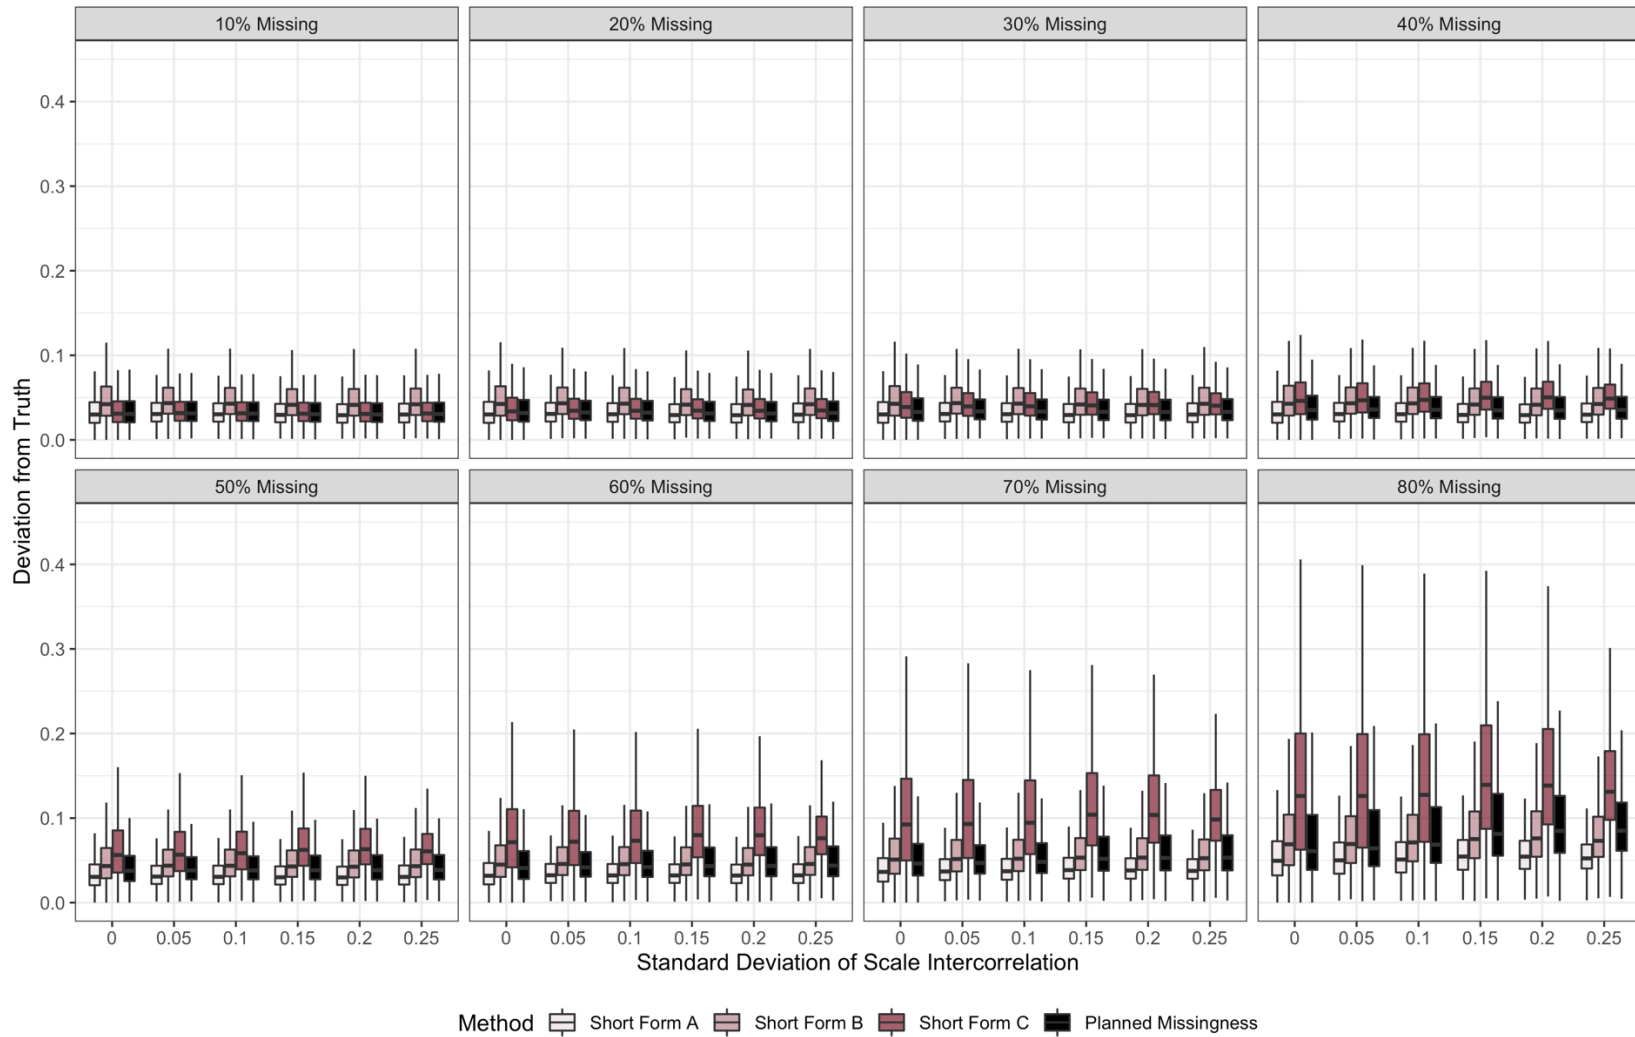 10% Missing
20% Missing
30% Missing
40% Missing
0.4
0.3
0.2
0.1
0.0
50% Missing
60% Missing
70% Missing
80% Missing
0.4
0.3
0.2
0.1
0.0
Deviation from Truth
0 0.05 0.1 0.15 0.2 0.25
0 0.05 0.1 0.15 0.2 0.25
0 0.05 0.1 0.15 0.2 0.25
0 0.05 0.1 0.15 0.2 0.25
Standard Deviation of Scale Intercorrelation
Method Short Form A Short Form B Short Form C Planned Missingness